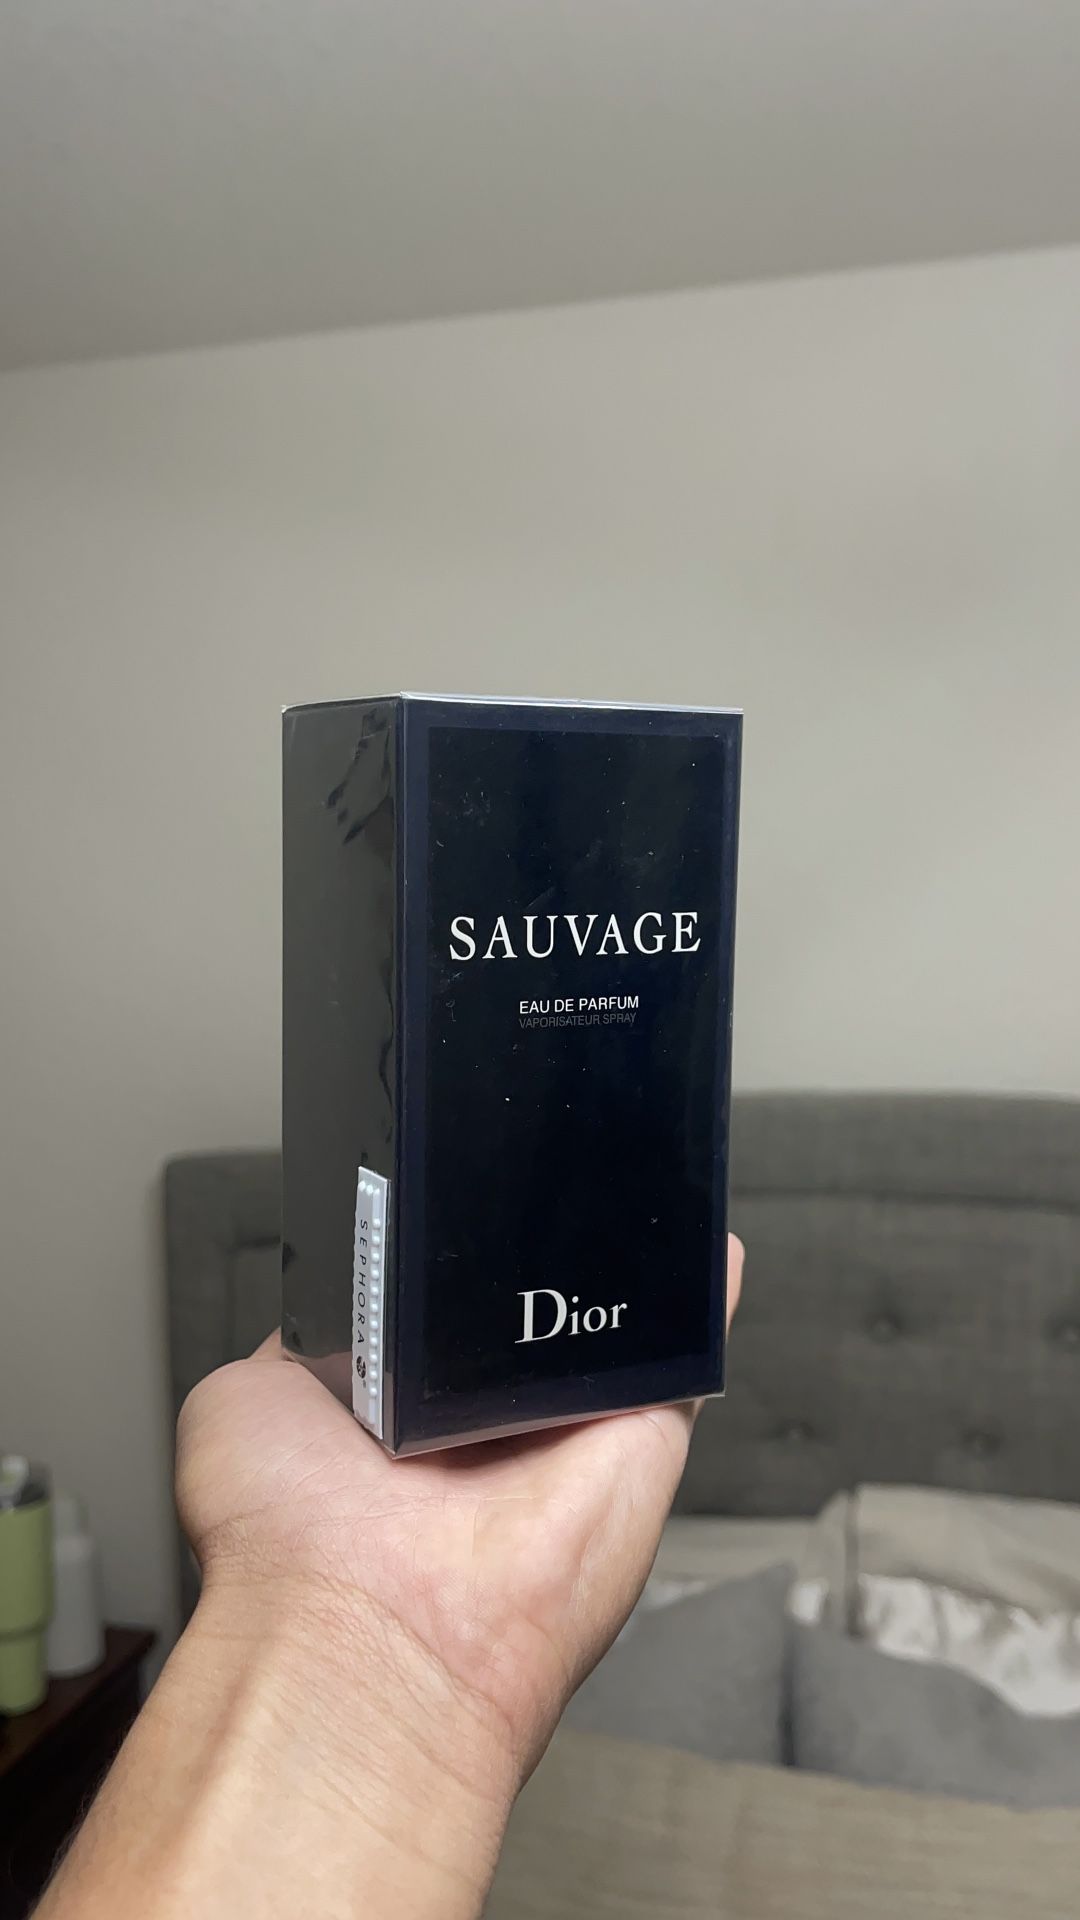 SAUVAGE
EAU DE PARFUM
VAPORISATEUR SPRAY
Dior
SEPHORA